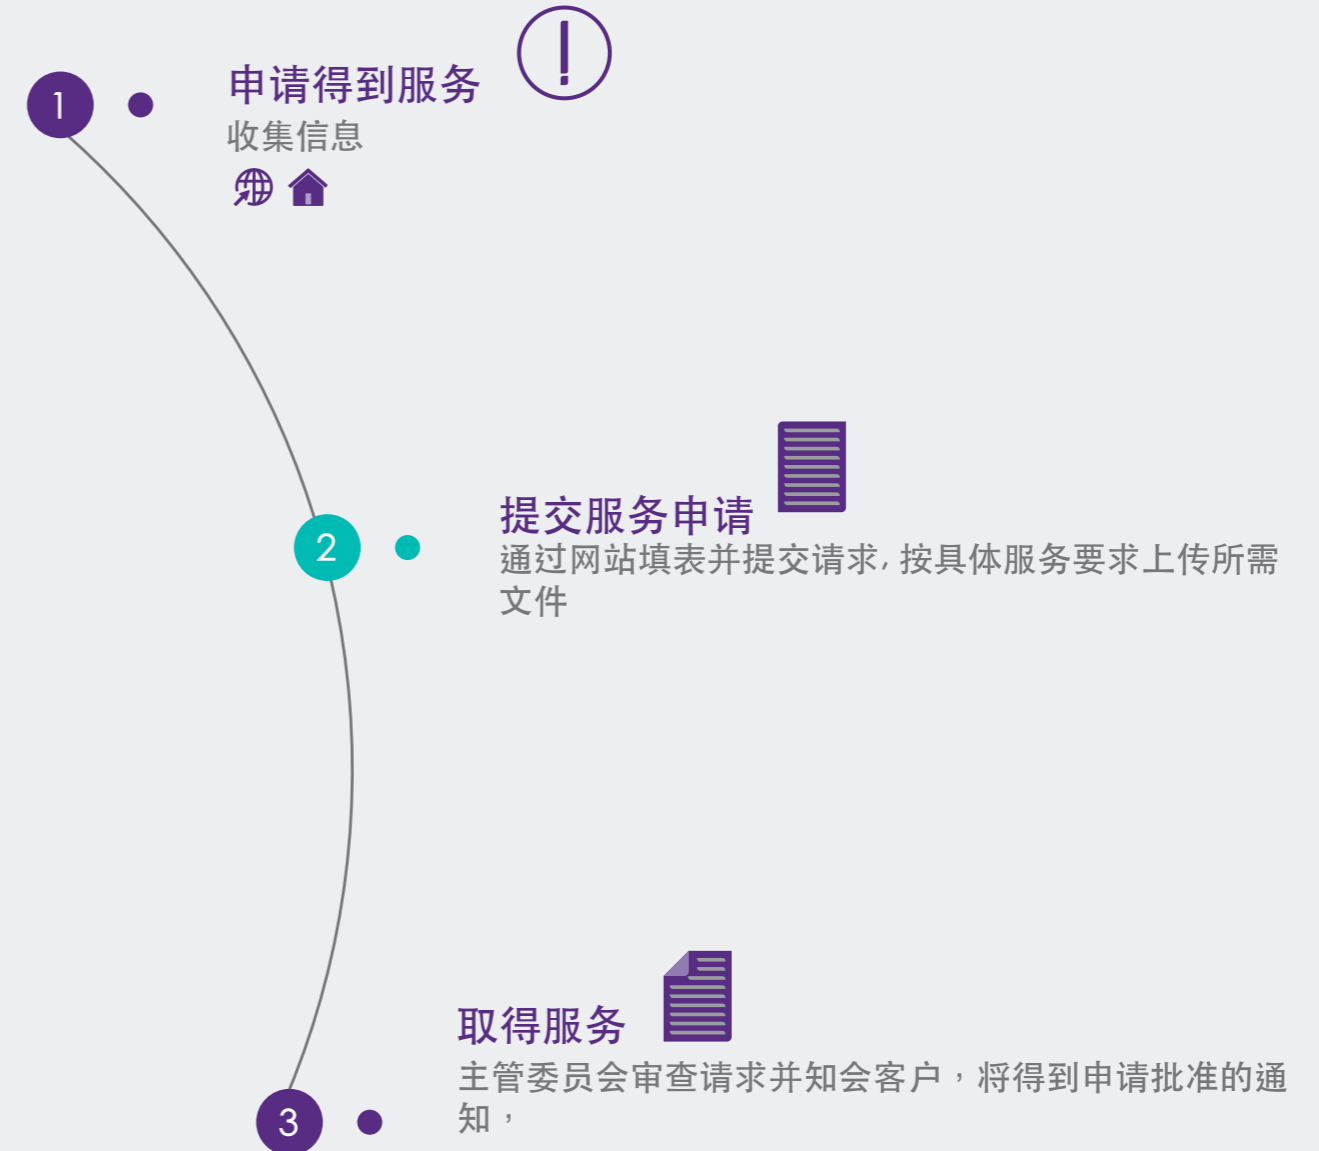 1
申请得到服务
收集信息
2
提交服务申请
通过网站填表并提交请求, 按具体服务要求上传所需
文件
3
取得服务
主管委员会审查请求并知会客户，将得到申请批准的通
知，